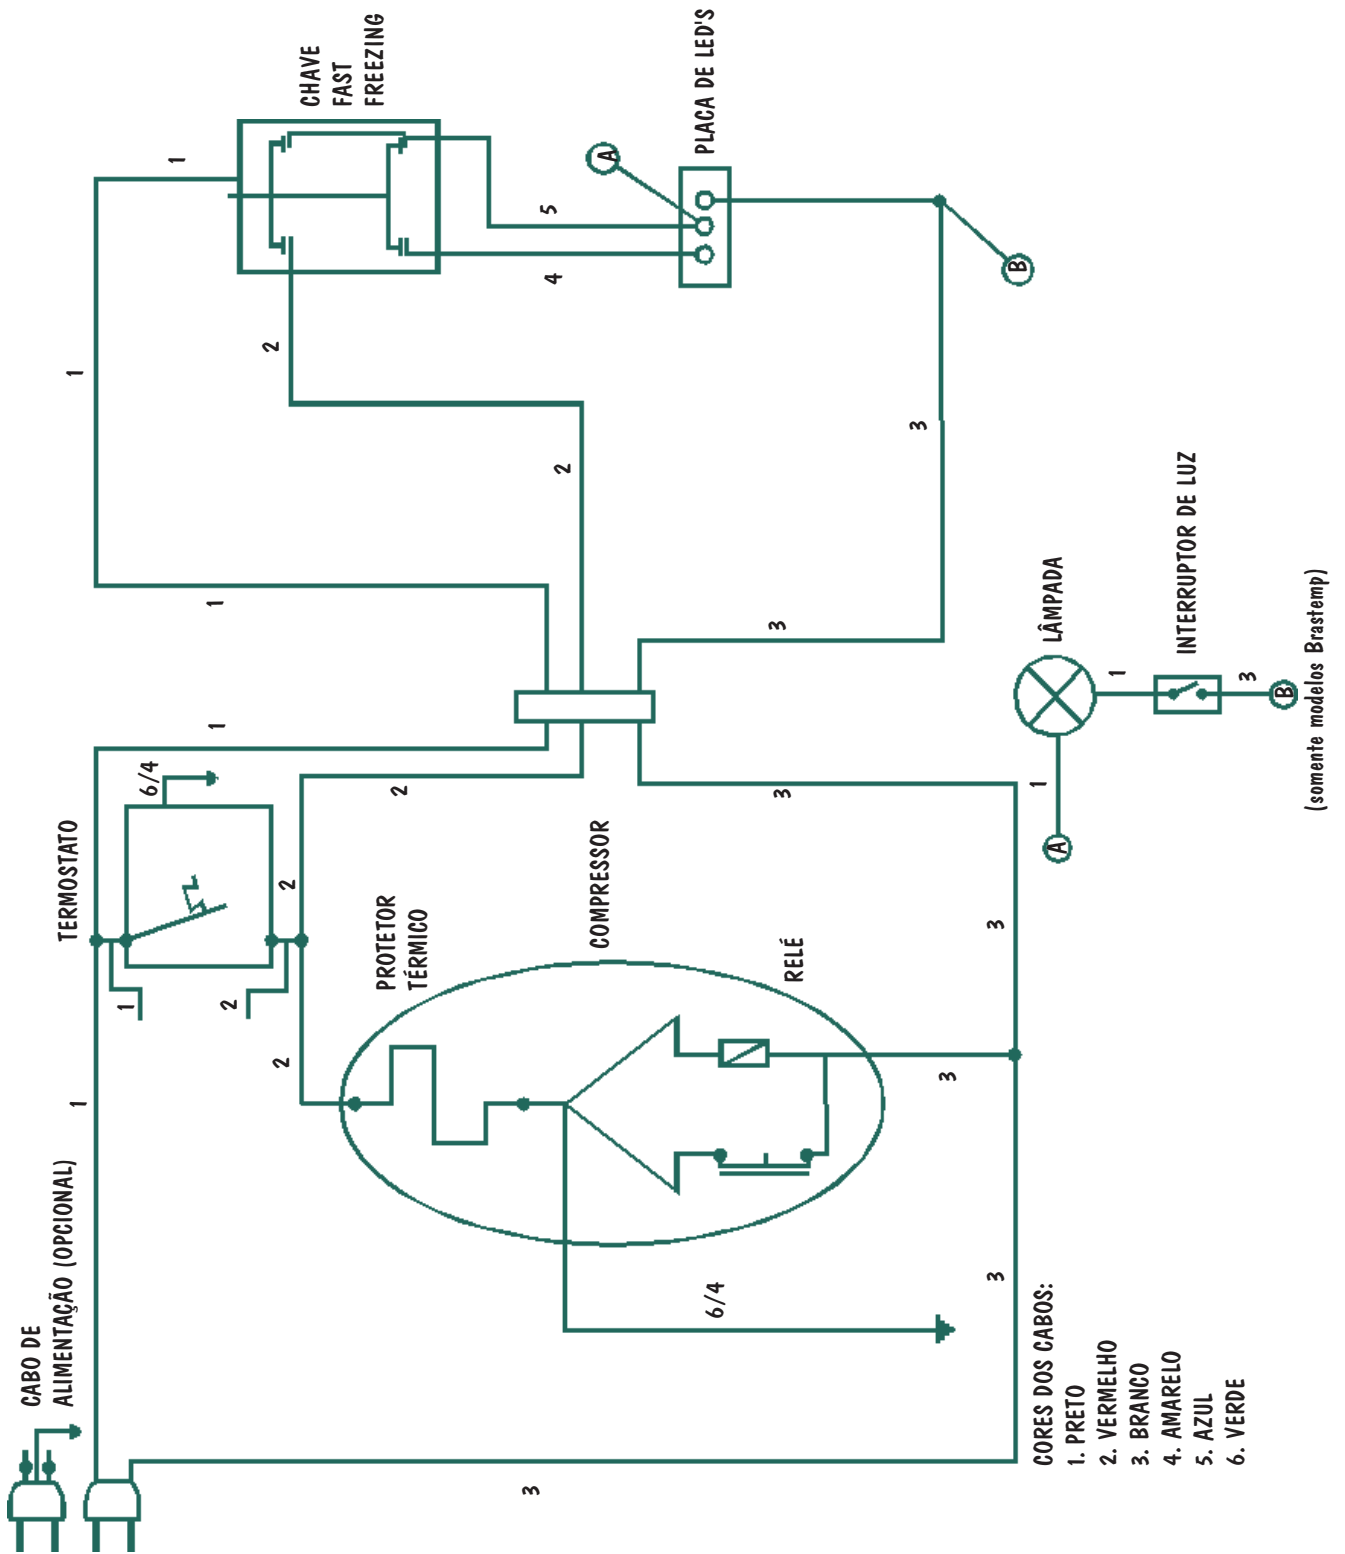 CABO DE
ALIMENTAÇÃO (OPCIONAL)
TERMOSTATO
1
1
1
6/4
1
1
1
2
2
2
2
CHAVE
FAST
FREEZING
PROTETOR
TÉRMICO
2
3
5
4
2
COMPRESSOR
A
PLACA DE LED'S
6/4
3
3
RELÉ
3
3
3
3
B
CORES DOS CABOS:
1. PRETO
2. VERMELHO
3. BRANCO
4. AMARELO
5. AZUL
6. VERDE
A
1
LÂMPADA
1
INTERRUPTOR DE LUZ
3
B
(somente modelos Brastemp)